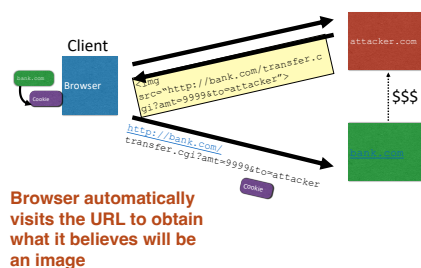 Client
attacker.com
bank.com
Browser
Cookie
<img
src="http://bank.com/transfer.c
gi?amt=9999&to=attacker">
$$$
http://bank.com/
transfer.cgi?amt=9999&to=attacker
bank.com
Cookie
Browser automatically
visits the URL to obtain
what it believes will be
an image